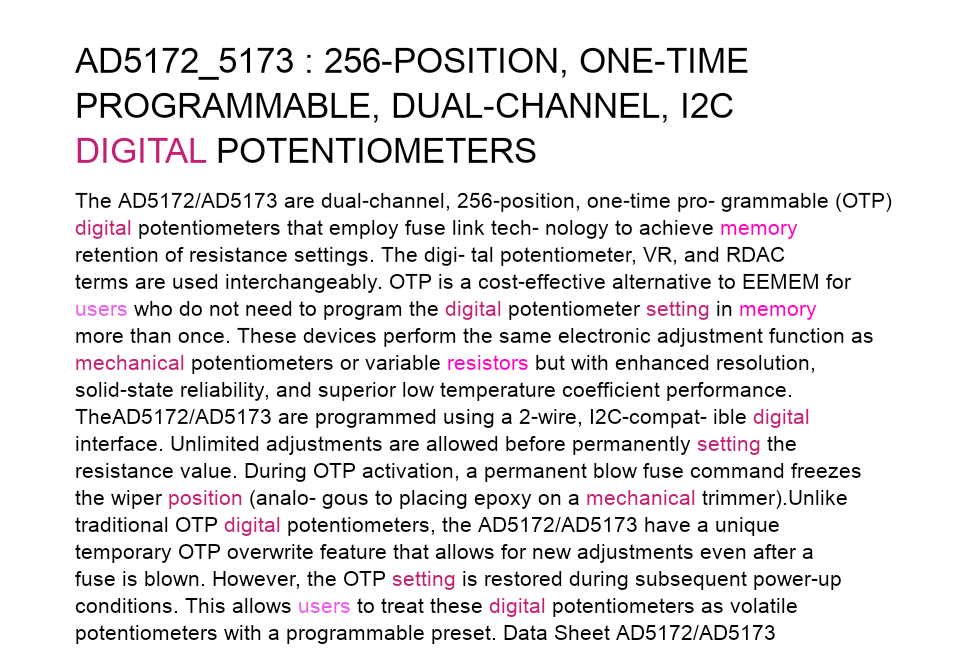 AD5172_5173 : 256-POSITION, ONE-TIME
PROGRAMMABLE, DUAL-CHANNEL, I2C
DIGITAL POTENTIOMETERS
The AD5172/AD5173 are dual-channel, 256-position, one-time pro- grammable (OTP)
digital potentiometers that employ fuse link tech- nology to achieve memory
retention of resistance settings. The digi- tal potentiometer, VR, and RDAC
terms are used interchangeably. OTP is a cost-effective alternative to EEMEM for
users who do not need to program the digital potentiometer setting in memory
more than once. These devices perform the same electronic adjustment function as
mechanical potentiometers or variable resistors but with enhanced resolution,
solid-state reliability, and superior low temperature coefficient performance.
TheAD5172/AD5173 are programmed using a 2-wire, I2C-compat- ible digital
interface. Unlimited adjustments are allowed before permanently setting the
resistance value. During OTP activation, a permanent blow fuse command freezes
the wiper position (analo- gous to placing epoxy on a mechanical trimmer).Unlike
traditional OTP digital potentiometers, the AD5172/AD5173 have a unique
temporary OTP overwrite feature that allows for new adjustments even after a
fuse is blown. However, the OTP setting is restored during subsequent power-up
conditions. This allows users to treat these digital potentiometers as volatile
potentiometers with a programmable preset. Data Sheet AD5172/AD5173